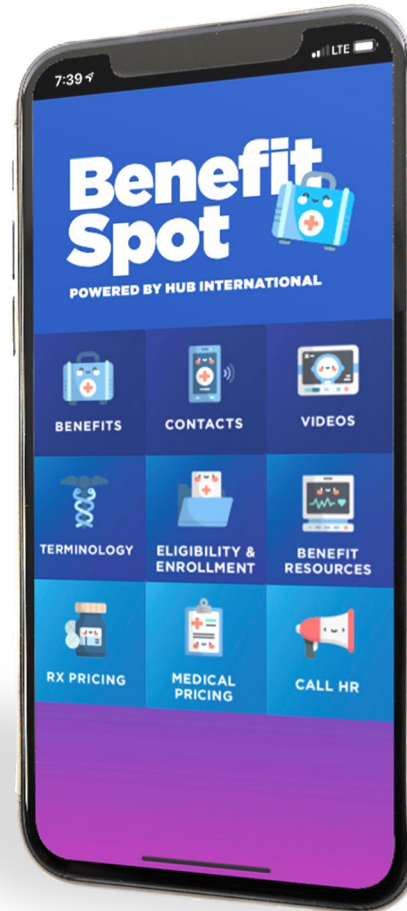 7:39
LTE
Benefit
Spot
POWERED BY HUB INTERNATIONAL
BENEFITS
CONTACTS
VIDEOS
TERMINOLOGY
ELIGIBILITY &
ENROLLMENT
BENEFIT
RESOURCES
RX PRICING
MEDICAL
PRICING
CALL HR